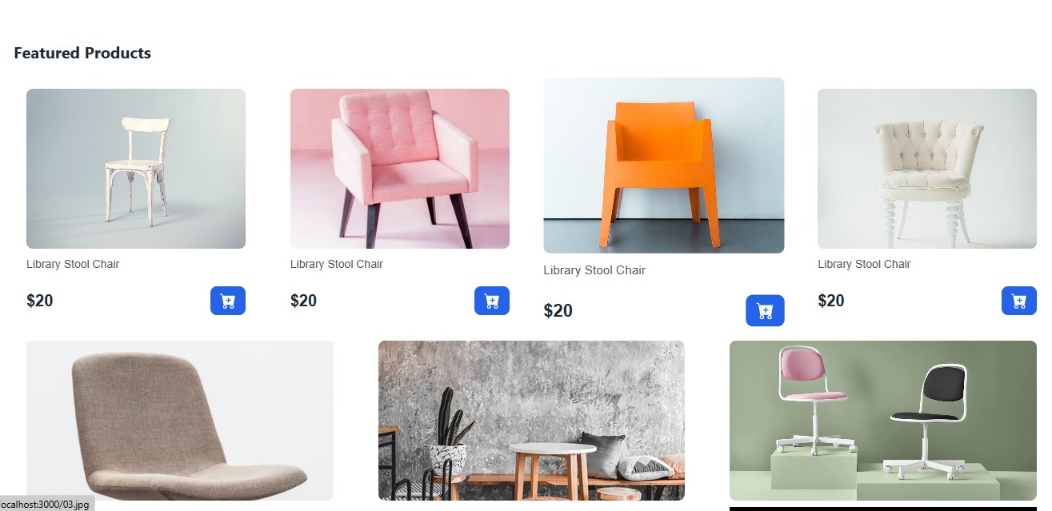 Featured Products
Library Stool Chair
Library Stool Chair
Library Stool Chair
Library Stool Chair
$20
$20
$20
$20
localhost:3000/03.jpg